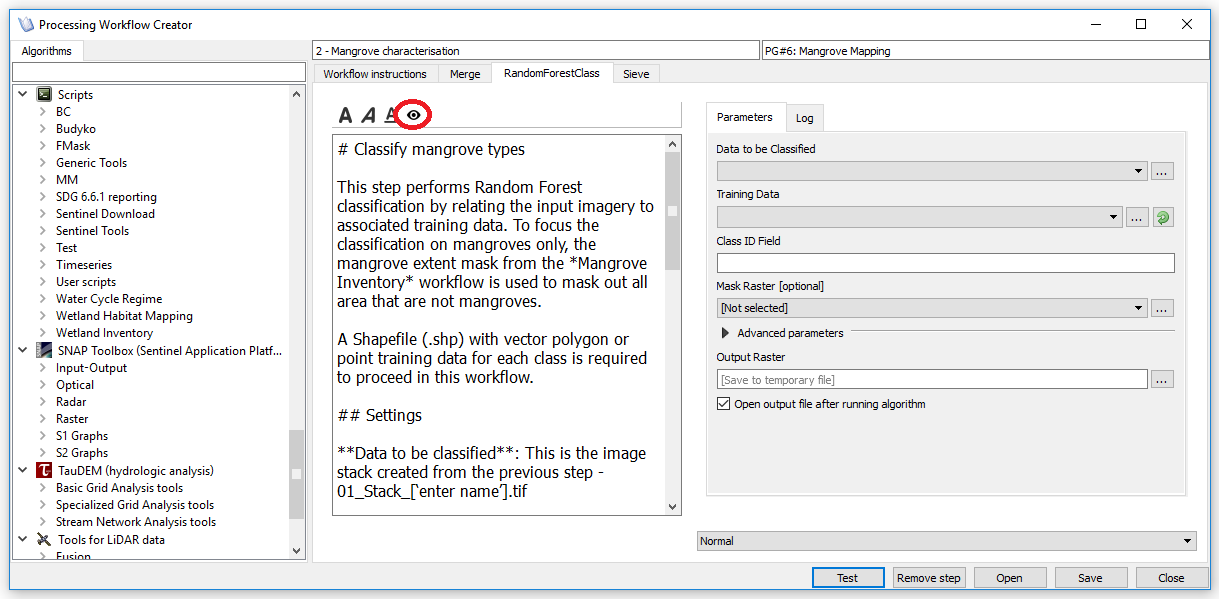 Processing Workflow Creator
Algorithms
2 - Mangrove characterisation
PG#6: Mangrove Mapping
Workflow instructions
Merge
RandomForestClass
Sieve
Scripts
BC
Budyko
FMask
Generic Tools
MM
SDG 6.6.1 reporting
Sentinel Download
Sentinel Tools
Test
Timeseries
User scripts
Water Cycle Regime
Wetland Habitat Mapping
Wetland Inventory
SNAP Toolbox (Sentinel Application Platf...
Input-Output
Optical
Radar
Raster
S1 Graphs
S2 Graphs
TauDEM (hydrologic analysis)
Basic Grid Analysis tools
Specialized Grid Analysis tools
Stream Network Analysis tools
Tools for LiDAR data
Fusion
A A A
# Classify mangrove types
This step performs Random Forest
classification by relating the input imagery to
associated training data. To focus the
classification on mangroves only, the
mangrove extent mask from the *Mangrove
Inventory* workflow is used to mask out all
area that are not mangroves.
A Shapefile (.shp) with vector polygon or
point training data for each class is required
to proceed in this workflow.
## Settings
**Data to be classified**: This is the image
stack created from the previous step -
01_Stack_[‘enter name’].tif
Parameters
Log
Data to be Classified
...
Training Data
...
Class ID Field
Mask Raster [optional]
[Not selected]
...
Advanced parameters
Output Raster
[Save to temporary file]
...
Open output file after running algorithm
Normal
Test
Remove step
Open
Save
Close